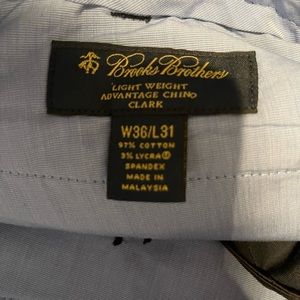 Brooks Brothers
LIGHT WEIGHT
ADVANTAGE CHINO
CLARK
W36/L31
97% COTTON
3% LYCRA®
SPANDEX
MADE IN
MALAYSIA